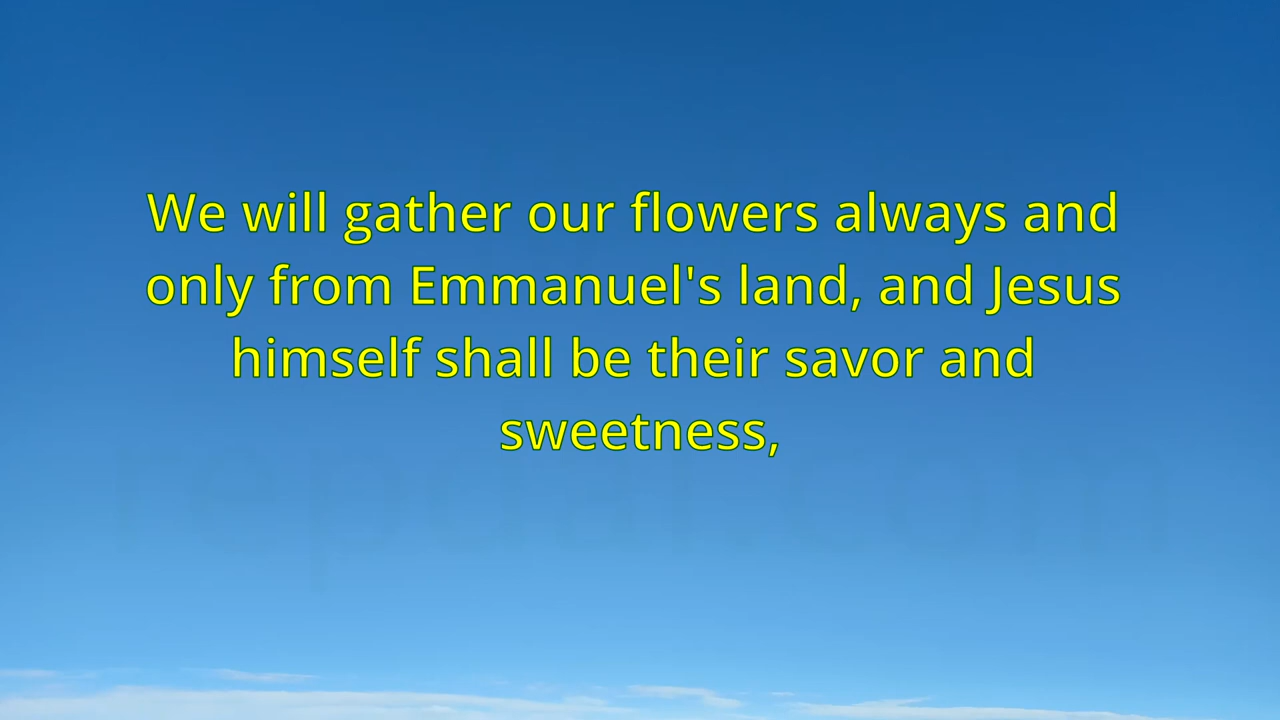 We will gather our flowers always and
only from Emmanuel's land, and Jesus
himself shall be their savor and
sweetness,